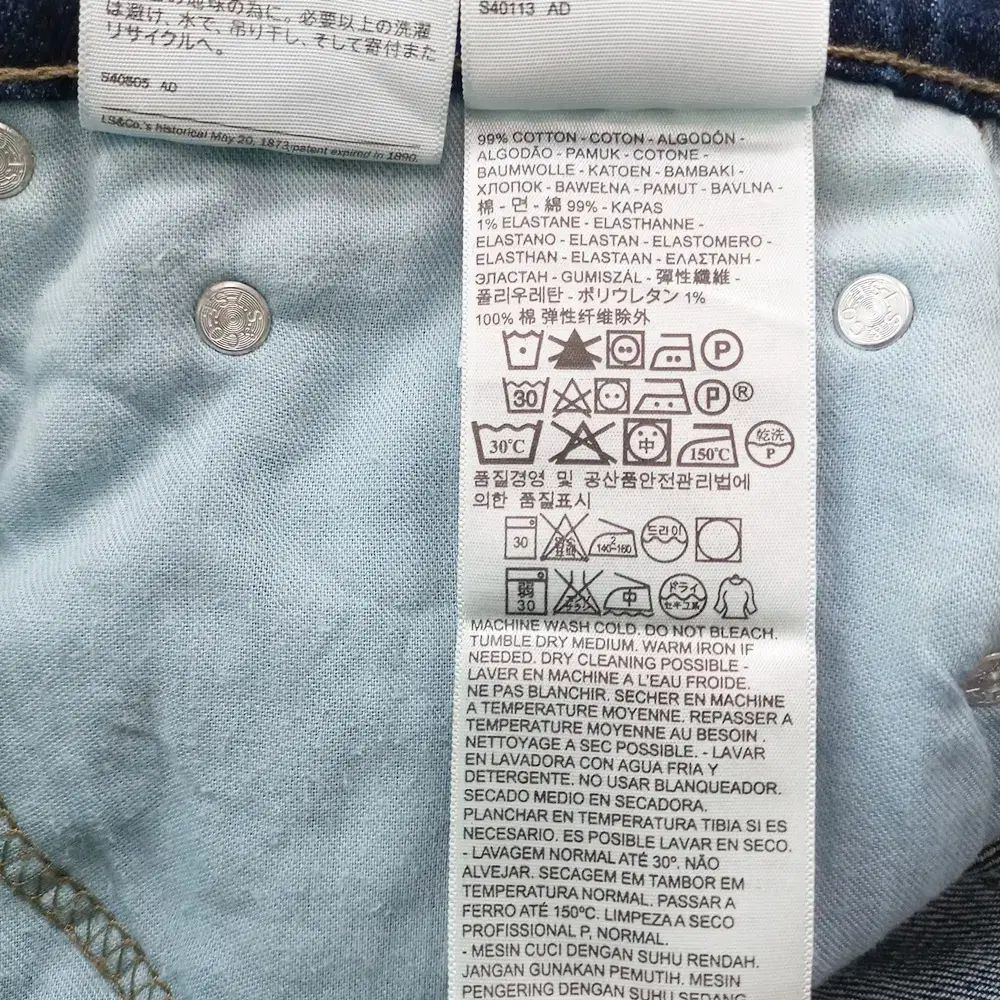 は避け、水で、吊り干し、そして寄付また
リサイクルへ。
S40605 AD
LS&Co.'s historical May 20, 1873 patent expired in 1890.
S40113 AD
99% COTTON - COTON - ALGODÓN -
ALGODÃO - PAMUK - COTONE -
BAUMWOLLE - KATOEN - BAMBAKI -
ХЛОПОК - BAWEŁNA - PAMUT - BAVLNA -
棉 - 면 - 綿 99% - KAPAS
1% ELASTANE - ELASTHANNE -
ELASTANO - ELASTAN - ELASTOMERO -
ELASTHAN - ELASTAAN - ΕΛΑΣΤΑΝΗ -
ЭЛАСТАН - GUMISZÁL - 彈性纖維 -
폴리우레탄 - ポリウレタン 1%
100% 棉 弹性纤维除外
P
30 P ®
30°C 中 150°C 乾洗 P
품질경영 및 공산품안전관리법에
의한 품질표시
30 2 140~160 드라이
弱 30 中 ドライ セキユ系
MACHINE WASH COLD. DO NOT BLEACH.
TUMBLE DRY MEDIUM. WARM IRON IF
NEEDED. DRY CLEANING POSSIBLE -
LAVER EN MACHINE A L'EAU FROIDE.
NE PAS BLANCHIR. SECHER EN MACHINE
A TEMPERATURE MOYENNE. REPASSER A
TEMPERATURE MOYENNE AU BESOIN.
NETTOYAGE A SEC POSSIBLE. - LAVAR
EN LAVADORA CON AGUA FRIA Y
DETERGENTE. NO USAR BLANQUEADOR.
SECADO MEDIO EN SECADORA.
PLANCHAR EN TEMPERATURA TIBIA SI ES
NECESARIO. ES POSIBLE LAVAR EN SECO.
- LAVAGEM NORMAL ATÉ 30º. NÃO
ALVEJAR. SECAGEM EM TAMBOR EM
TEMPERATURA NORMAL. PASSAR A
FERRO ATÉ 150ºC. LIMPEZA A SECO
PROFISSIONAL P, NORMAL.
- MESIN CUCI DENGAN SUHU RENDAH.
JANGAN GUNAKAN PEMUTIH. MESIN
PENGERING DENGAN SUHU SEDANG